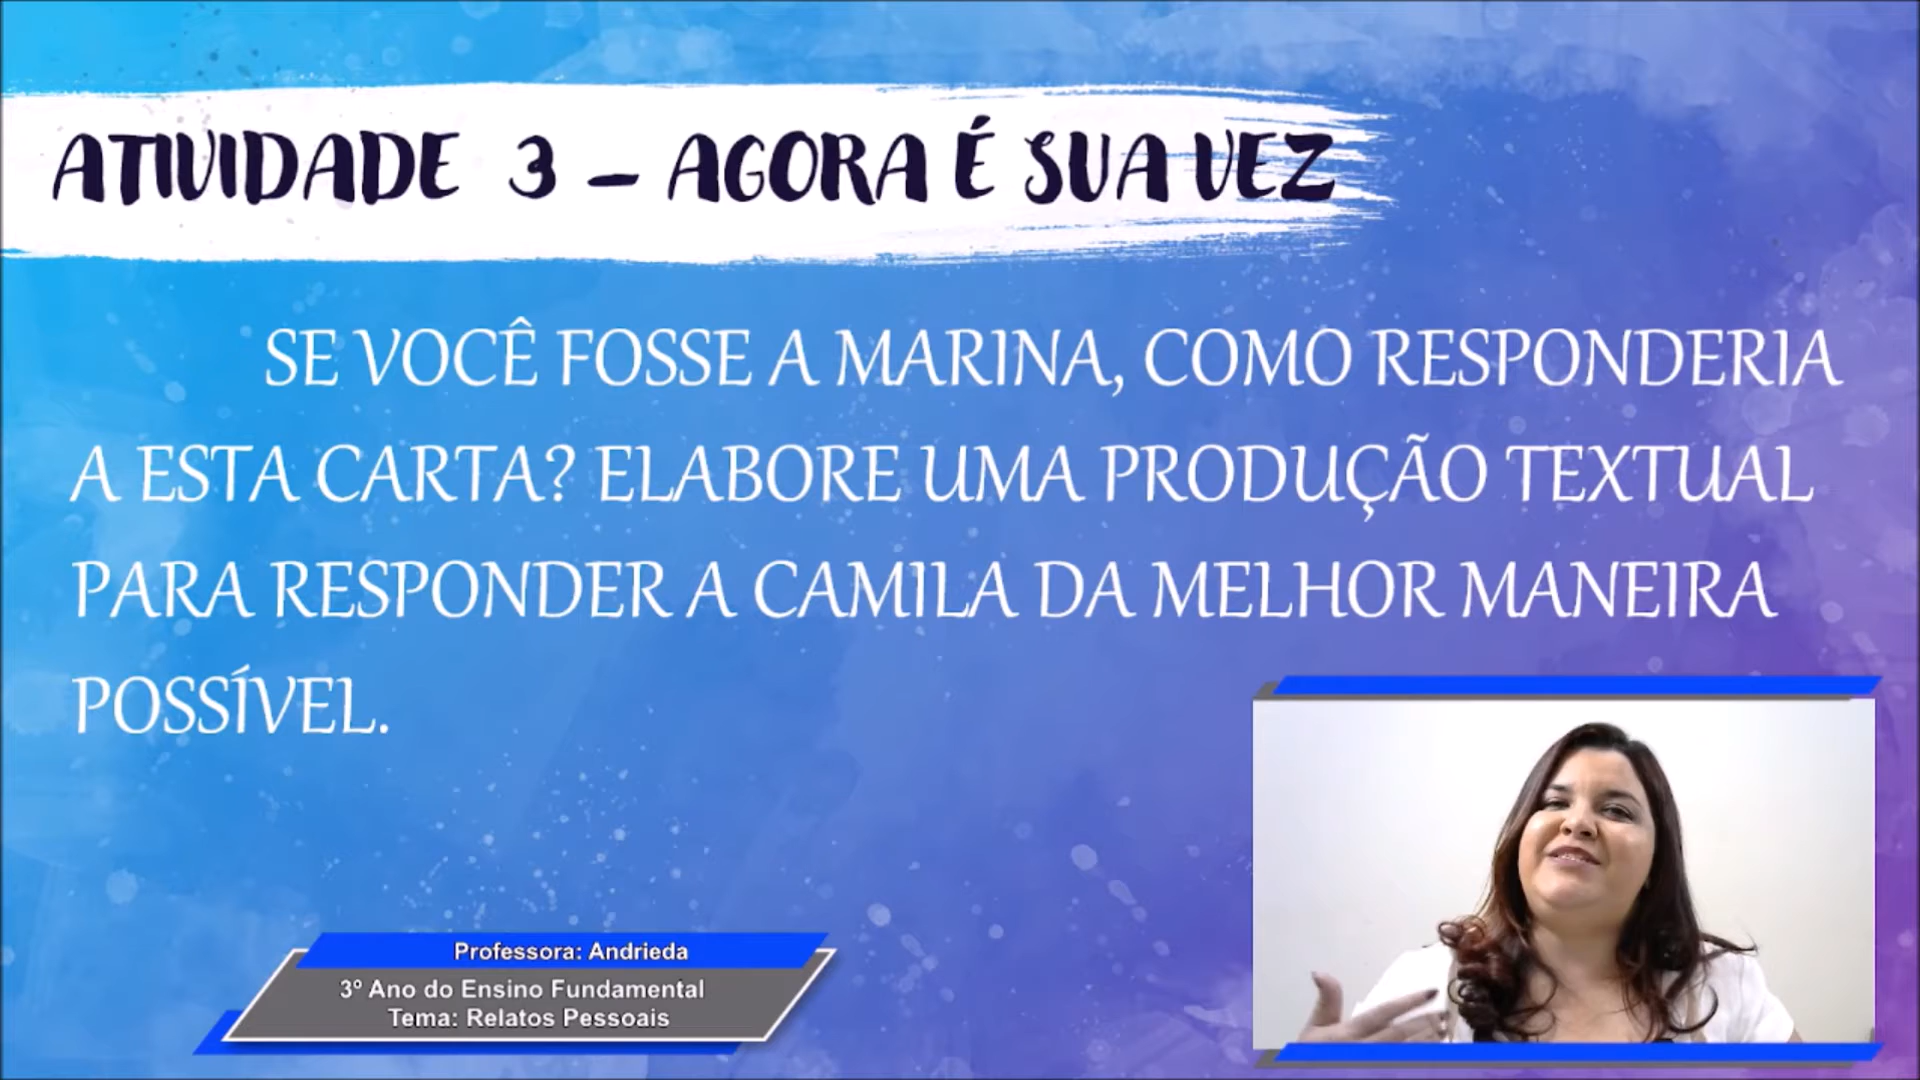 ATIVIDADE 3 – AGORA É SUA VEZ
SE VOCÊ FOSSE A MARINA, COMO RESPONDERIA
A ESTA CARTA? ELABORE UMA PRODUÇÃO TEXTUAL
PARA RESPONDER A CAMILA DA MELHOR MANEIRA
POSSÍVEL.
Professora: Andrieda
3º Ano do Ensino Fundamental
Tema: Relatos Pessoais